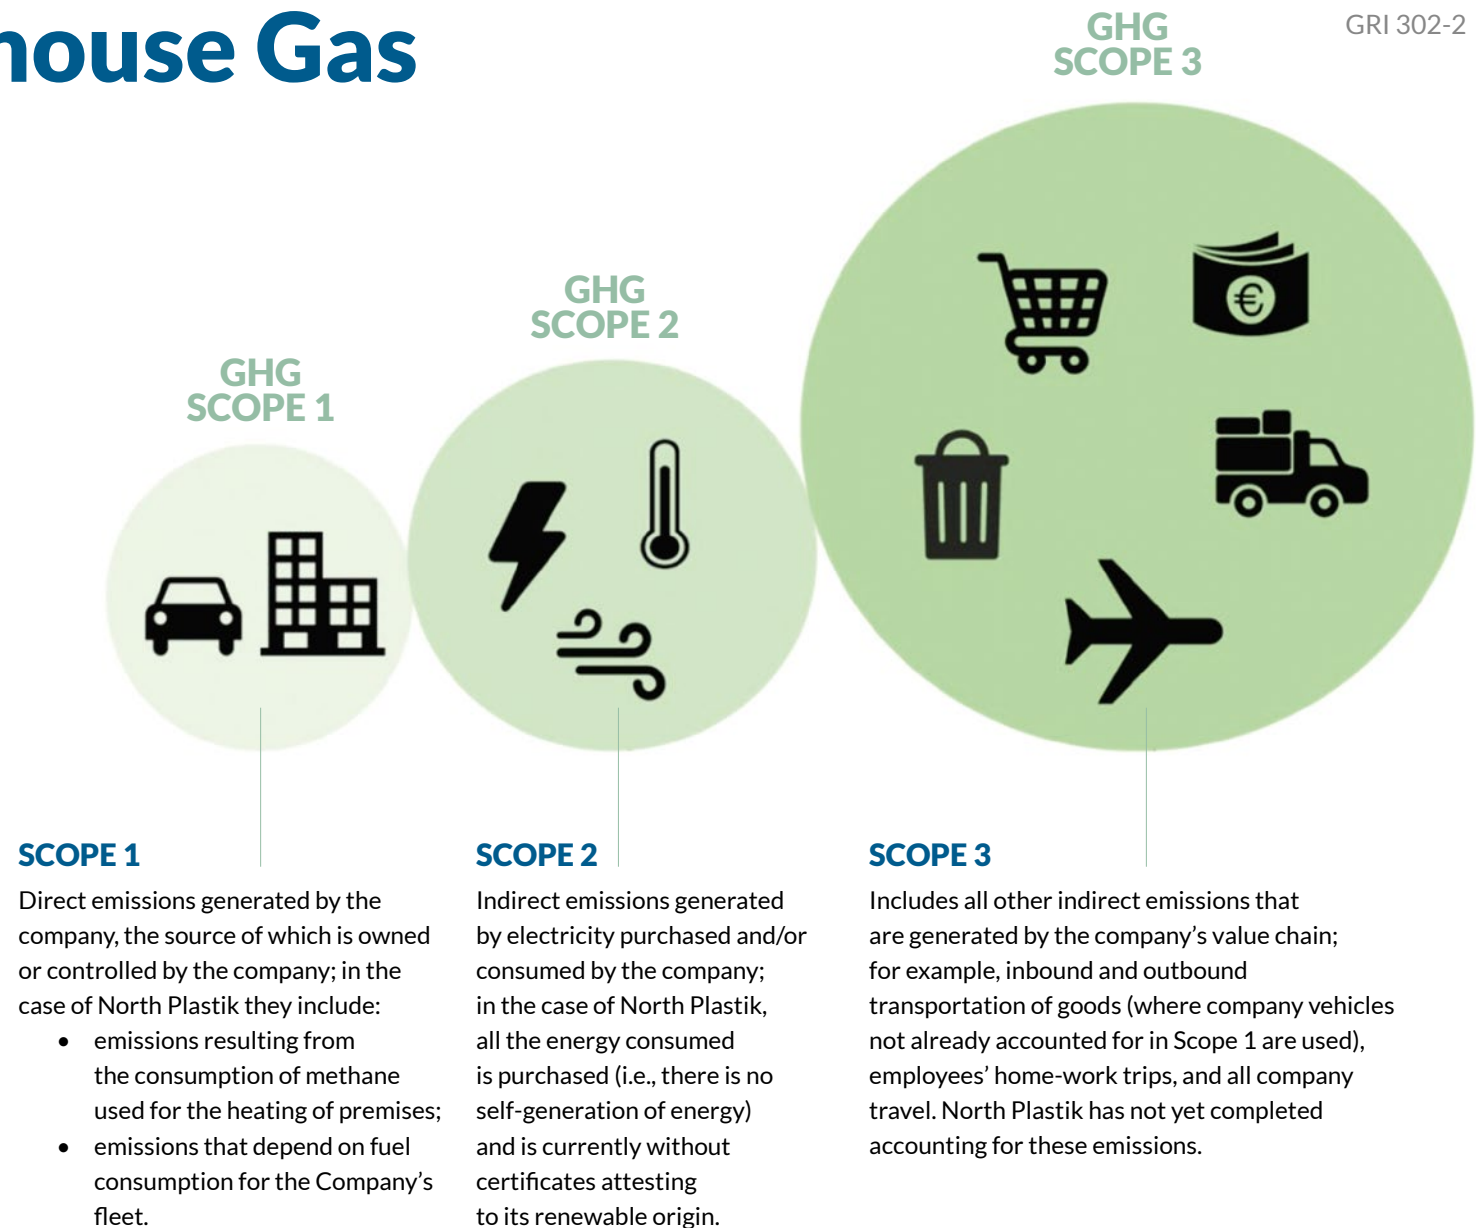 house Gas
GRI 302-2
GHG
SCOPE 1
GHG
SCOPE 2
GHG
SCOPE 3
€
SCOPE 1
Direct emissions generated by the
company, the source of which is owned
or controlled by the company; in the
case of North Plastik they include:
• emissions resulting from
the consumption of methane
used for the heating of premises;
• emissions that depend on fuel
consumption for the Company’s
fleet.
SCOPE 2
Indirect emissions generated
by electricity purchased and/or
consumed by the company;
in the case of North Plastik,
all the energy consumed
is purchased (i.e., there is no
self-generation of energy)
and is currently without
certificates attesting
to its renewable origin.
SCOPE 3
Includes all other indirect emissions that
are generated by the company’s value chain;
for example, inbound and outbound
transportation of goods (where company vehicles
not already accounted for in Scope 1 are used),
employees’ home-work trips, and all company
travel. North Plastik has not yet completed
accounting for these emissions.